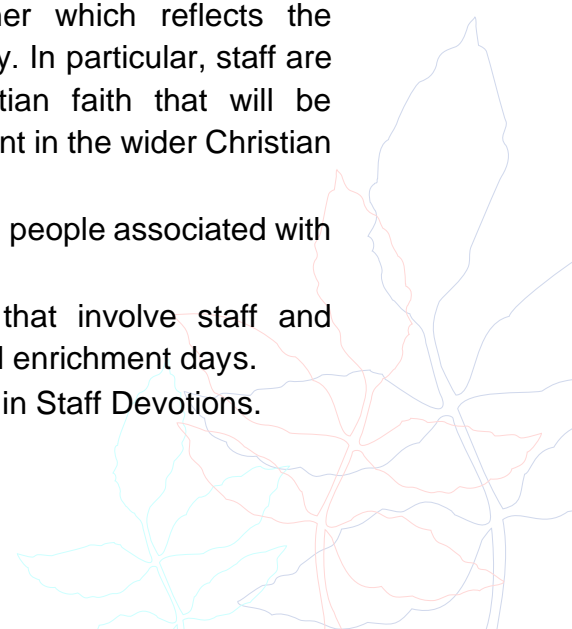 ner which reflects the
y. In particular, staff are
tian faith that will be
nt in the wider Christian
people associated with
that involve staff and
l enrichment days.
in Staff Devotions.